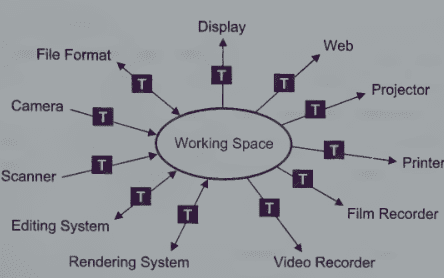 Display
File Format
T
T
T
Web
Camera
T
T
Projector
Working Space
Scanner
T
T
Printer
Editing System
T
T
T
T
Film Recorder
Rendering System
Video Recorder